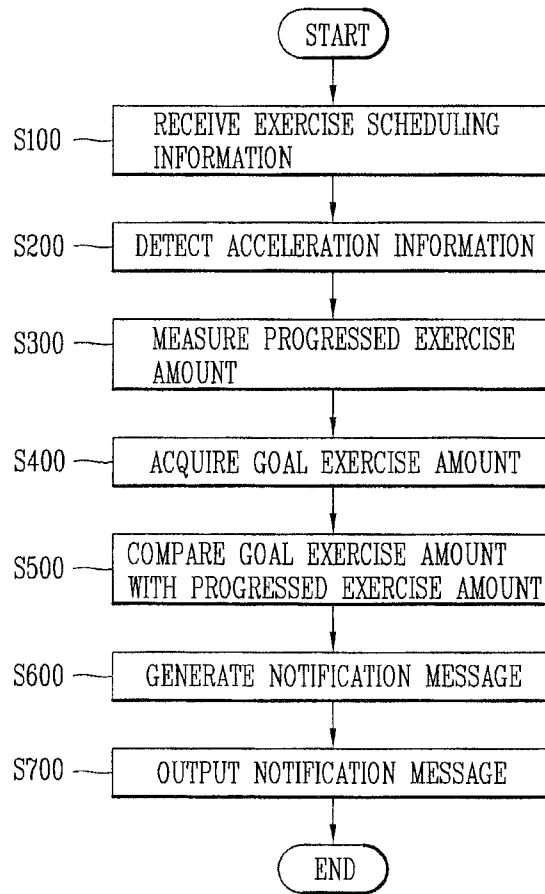 START
S100
RECEIVE EXERCISE SCHEDULING
INFORMATION
S200
DETECT ACCELERATION INFORMATION
S300
MEASURE PROGRESSED EXERCISE
AMOUNT
S400
ACQUIRE GOAL EXERCISE AMOUNT
S500
COMPARE GOAL EXERCISE AMOUNT
WITH PROGRESSED EXERCISE AMOUNT
S600
GENERATE NOTIFICATION MESSAGE
S700
OUTPUT NOTIFICATION MESSAGE
END